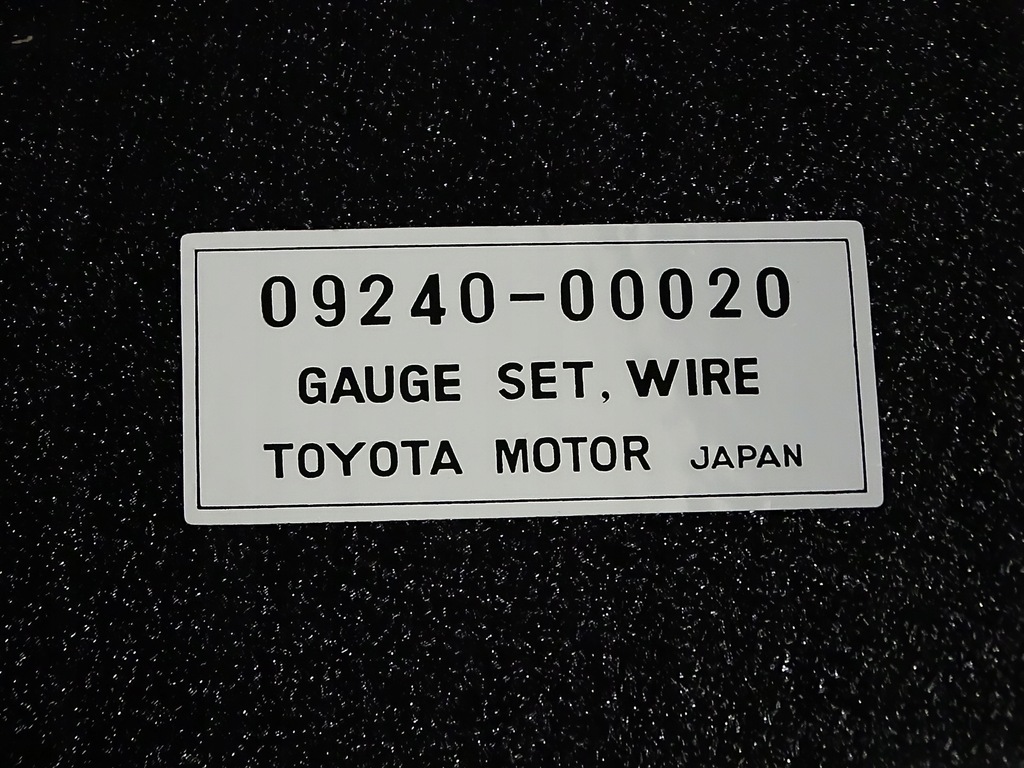 09240-00020
GAUGE SET, WIRE
TOYOTA MOTOR JAPAN